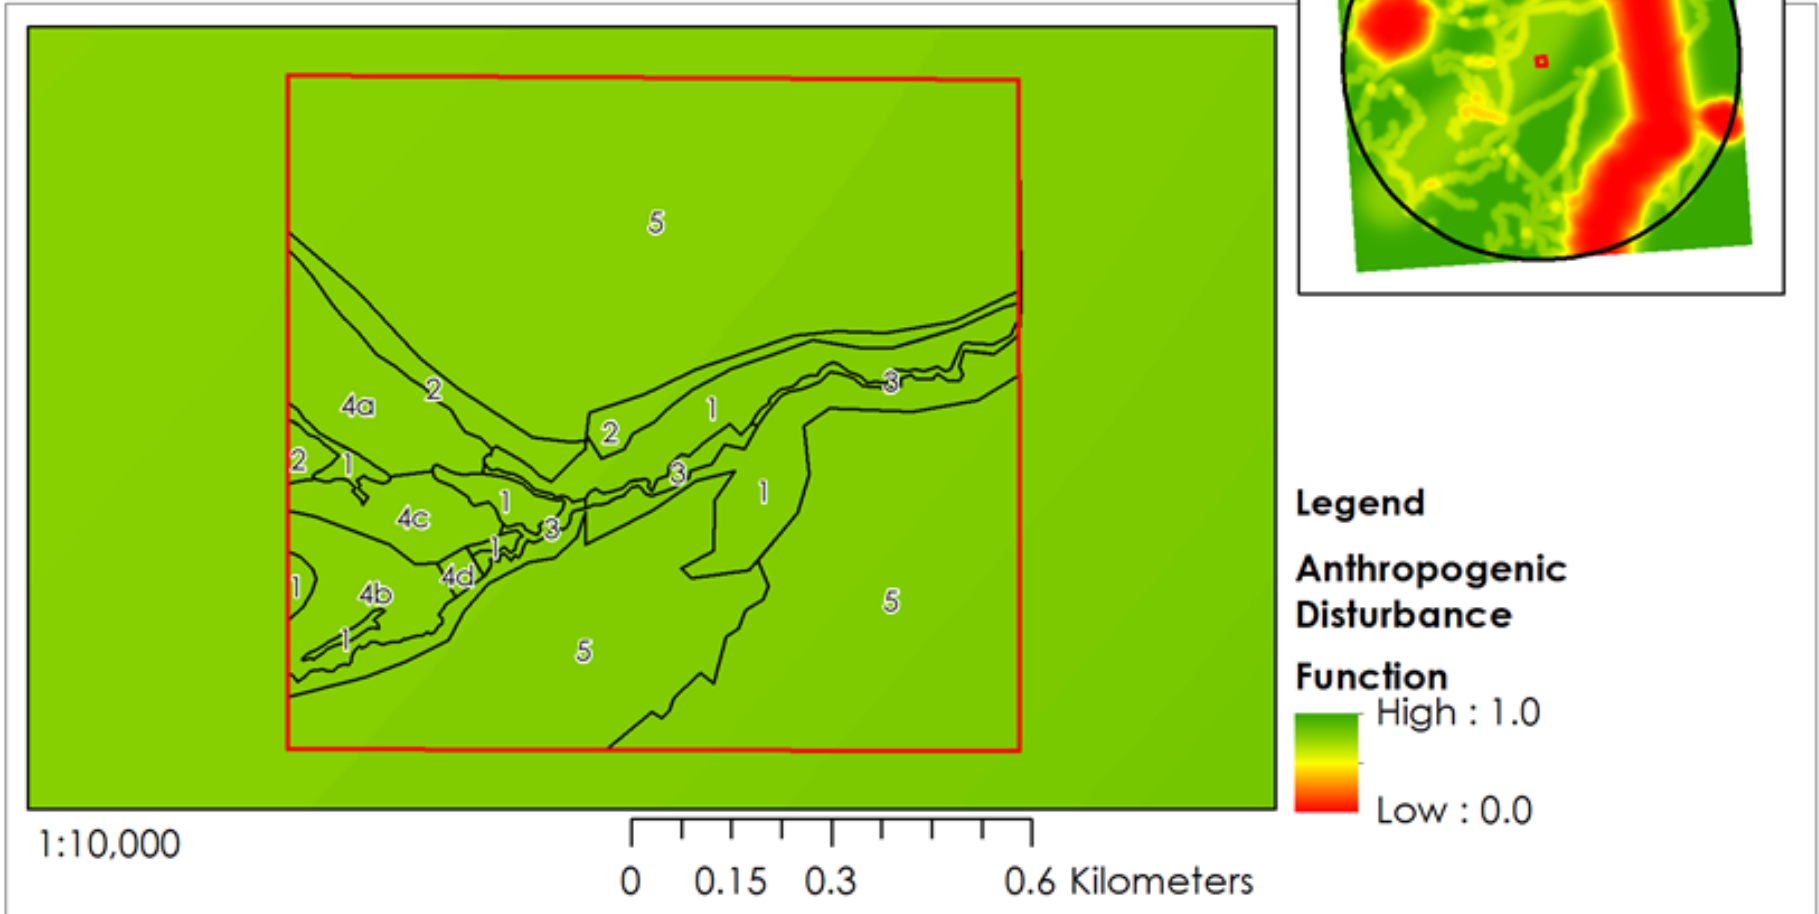 5
2
4a
3
1
2
2
1
3
1
1
4c
3
1
4d
1
4b
5
1
5
Legend
Anthropogenic
Disturbance
Function
High : 1.0
Low : 0.0
1:10,000
0 0.15 0.3 0.6 Kilometers